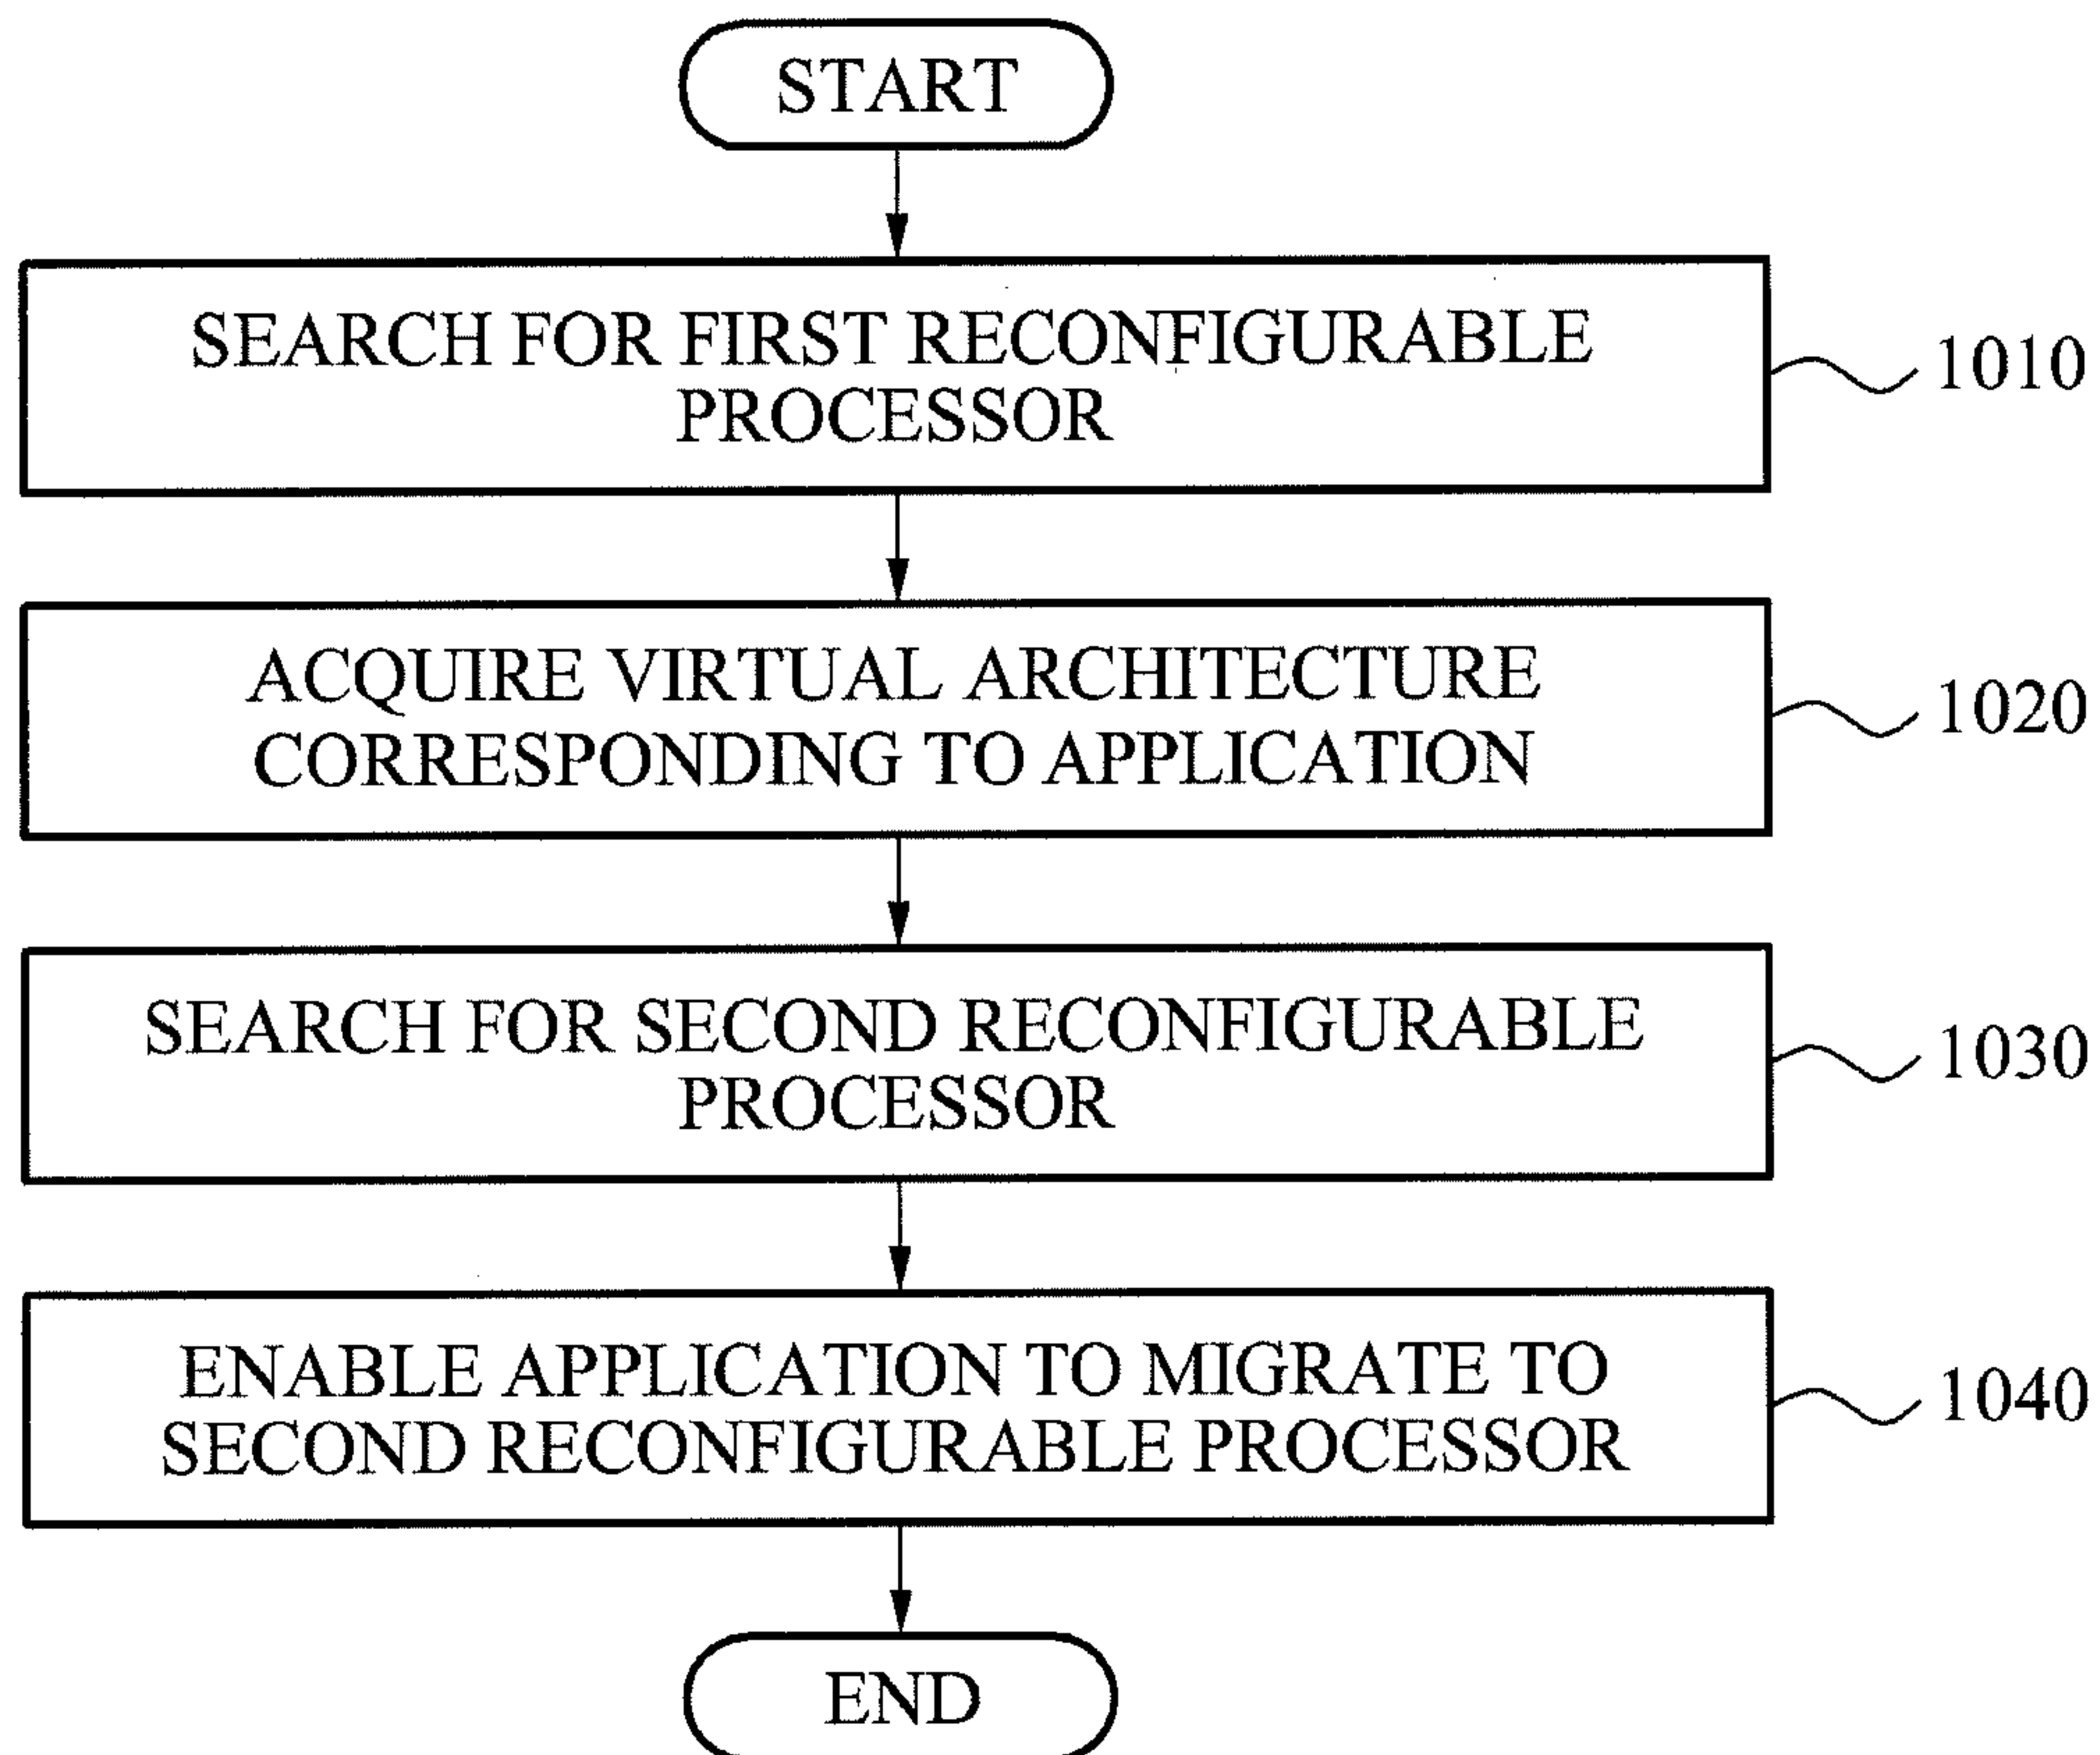 START
SEARCH FOR FIRST RECONFIGURABLE
PROCESSOR
1010
ACQUIRE VIRTUAL ARCHITECTURE
CORRESPONDING TO APPLICATION
1020
SEARCH FOR SECOND RECONFIGURABLE
PROCESSOR
1030
ENABLE APPLICATION TO MIGRATE TO
SECOND RECONFIGURABLE PROCESSOR
1040
END